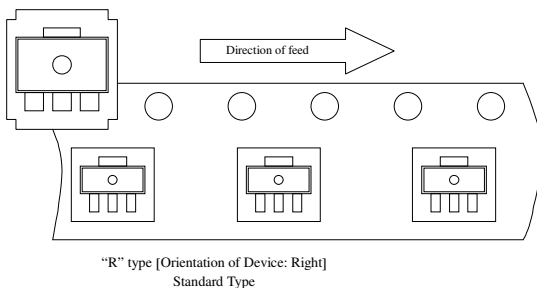 Direction of feed
“R” type [Orientation of Device: Right]
Standard Type